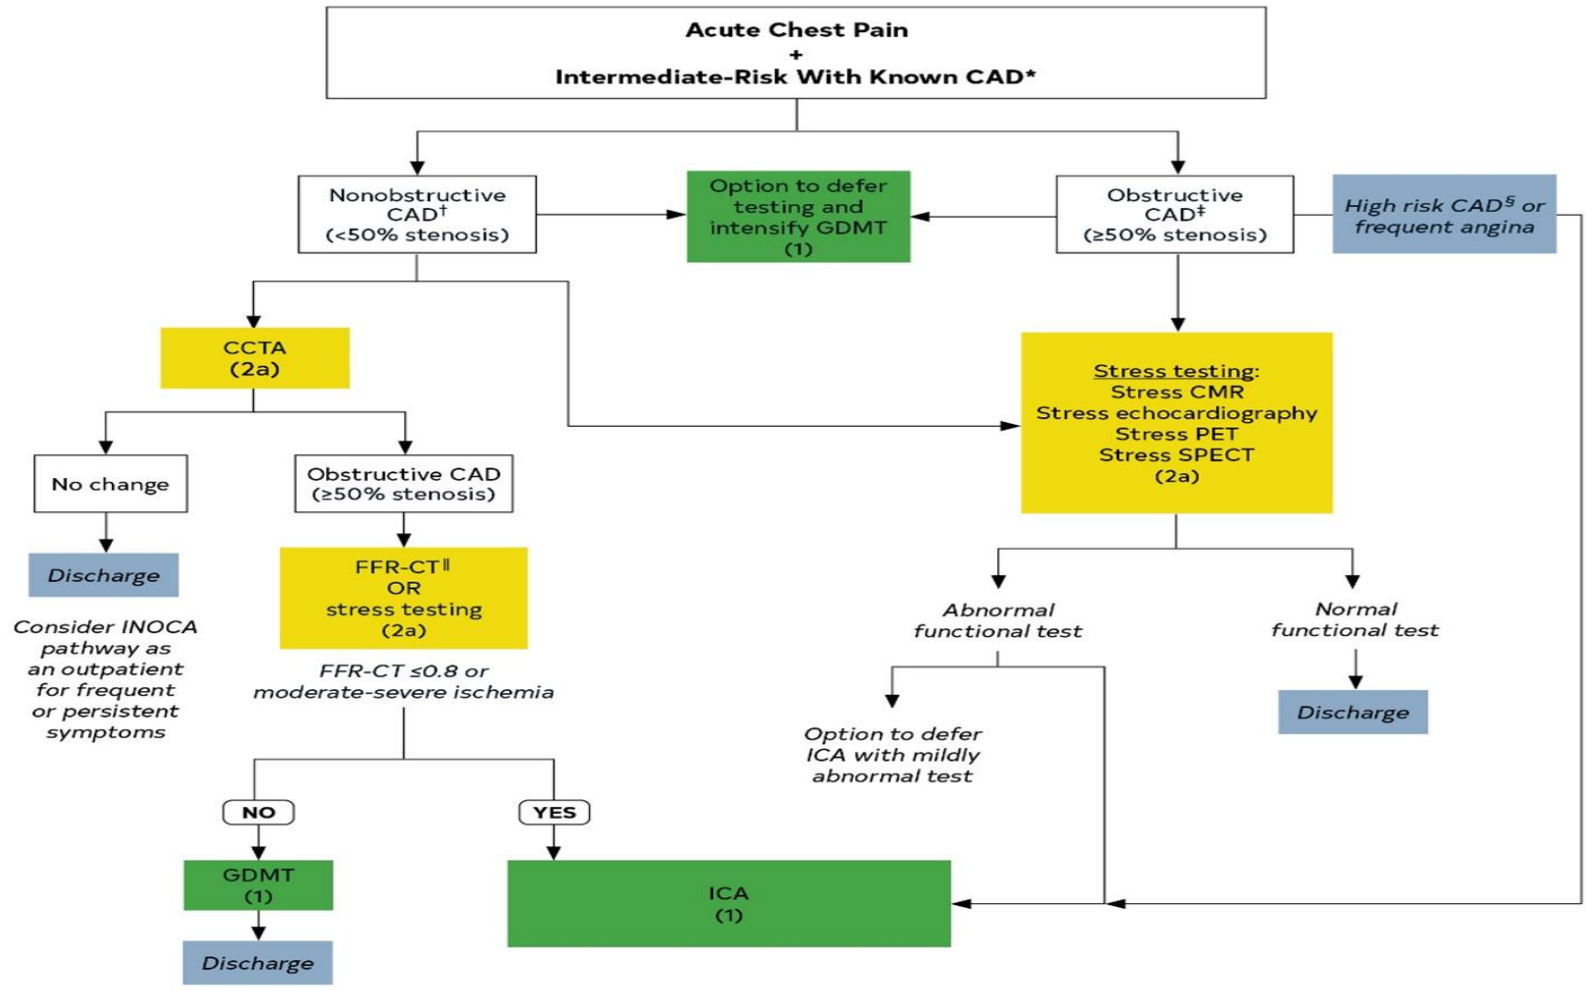 Acute Chest Pain
+
Intermediate-Risk With Known CAD*
Nonobstructive
CAD†
(<50% stenosis)
Option to defer
testing and
intensify GDMT
(1)
Obstructive
CAD‡
(≥50% stenosis)
High risk CAD§ or
frequent angina
CCTA
(2a)
Stress testing:
Stress CMR
Stress echocardiography
Stress PET
Stress SPECT
(2a)
No change
Obstructive CAD
(≥50% stenosis)
Discharge
Consider INOCA
pathway as
an outpatient
for frequent
or persistent
symptoms
FFR-CT‖
OR
stress testing
(2a)
FFR-CT ≤0.8 or
moderate-severe ischemia
Abnormal
functional test
Normal
functional test
Option to defer
ICA with mildly
abnormal test
Discharge
NO
YES
GDMT
(1)
ICA
(1)
Discharge